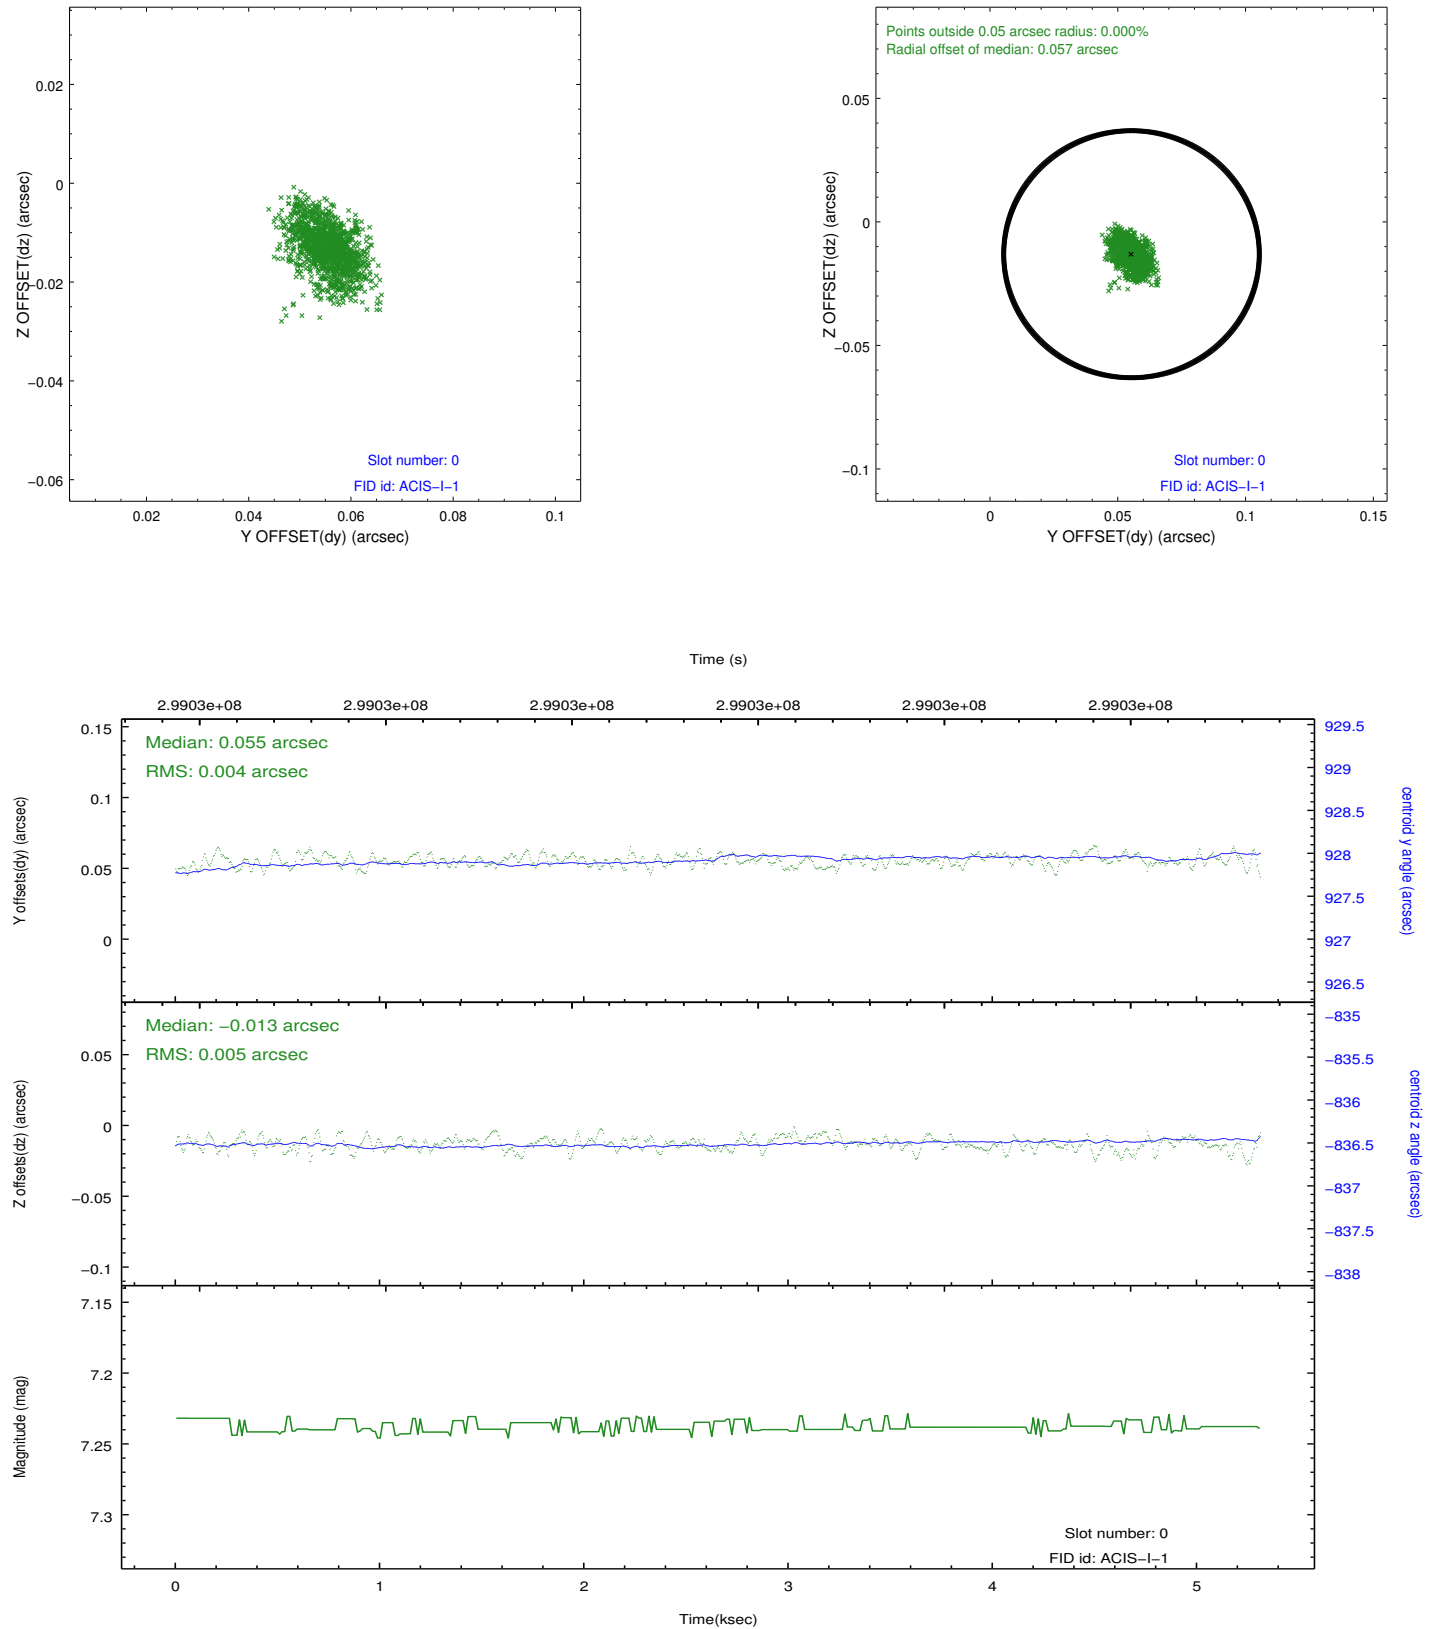 0.02
0
−0.02
−0.04
−0.06
Z OFFSET(dz) (arcsec)
Slot number: 0
FID id: ACIS−I−1
0.02 0.04 0.06 0.08 0.1
Y OFFSET(dy) (arcsec)
Points outside 0.05 arcsec radius: 0.000%
Radial offset of median: 0.057 arcsec
0.05
0
−0.05
−0.1
Z OFFSET(dz) (arcsec)
Slot number: 0
FID id: ACIS−I−1
0 0.05 0.1 0.15
Y OFFSET(dy) (arcsec)
Time (s)
2.9903e+08 2.9903e+08 2.9903e+08 2.9903e+08 2.9903e+08 2.9903e+08
Median: 0.055 arcsec
RMS: 0.004 arcsec
0.15
0.1
0.05
0
Y offsets(dy) (arcsec)
929.5
929
928.5
928
927.5
927
926.5
centroid y angle (arcsec)
Median: −0.013 arcsec
RMS: 0.005 arcsec
0.05
0
−0.05
−0.1
Z offsets(dz) (arcsec)
−835
−835.5
−836
−836.5
−837
−837.5
−838
centroid z angle (arcsec)
7.15
7.2
7.25
7.3
Magnitude (mag)
Slot number: 0
FID id: ACIS−I−1
0 1 2 3 4 5
Time(ksec)